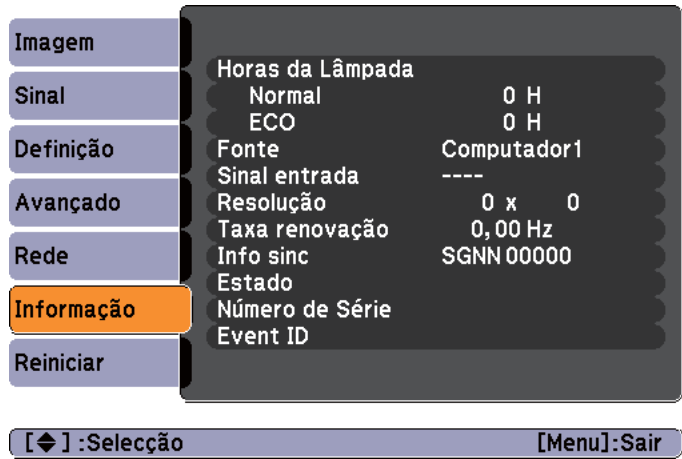 Imagem
Sinal
Definição
Avançado
Rede
Informação
Reiniciar
Horas da Lâmpada
Normal 0 H
ECO 0 H
Fonte Computador1
Sinal entrada ----
Resolução 0 x 0
Taxa renovação 0,00 Hz
Info sinc SGNN 00000
Estado
Número de Série
Event ID
[◆] :Selecção [Menu]:Sair